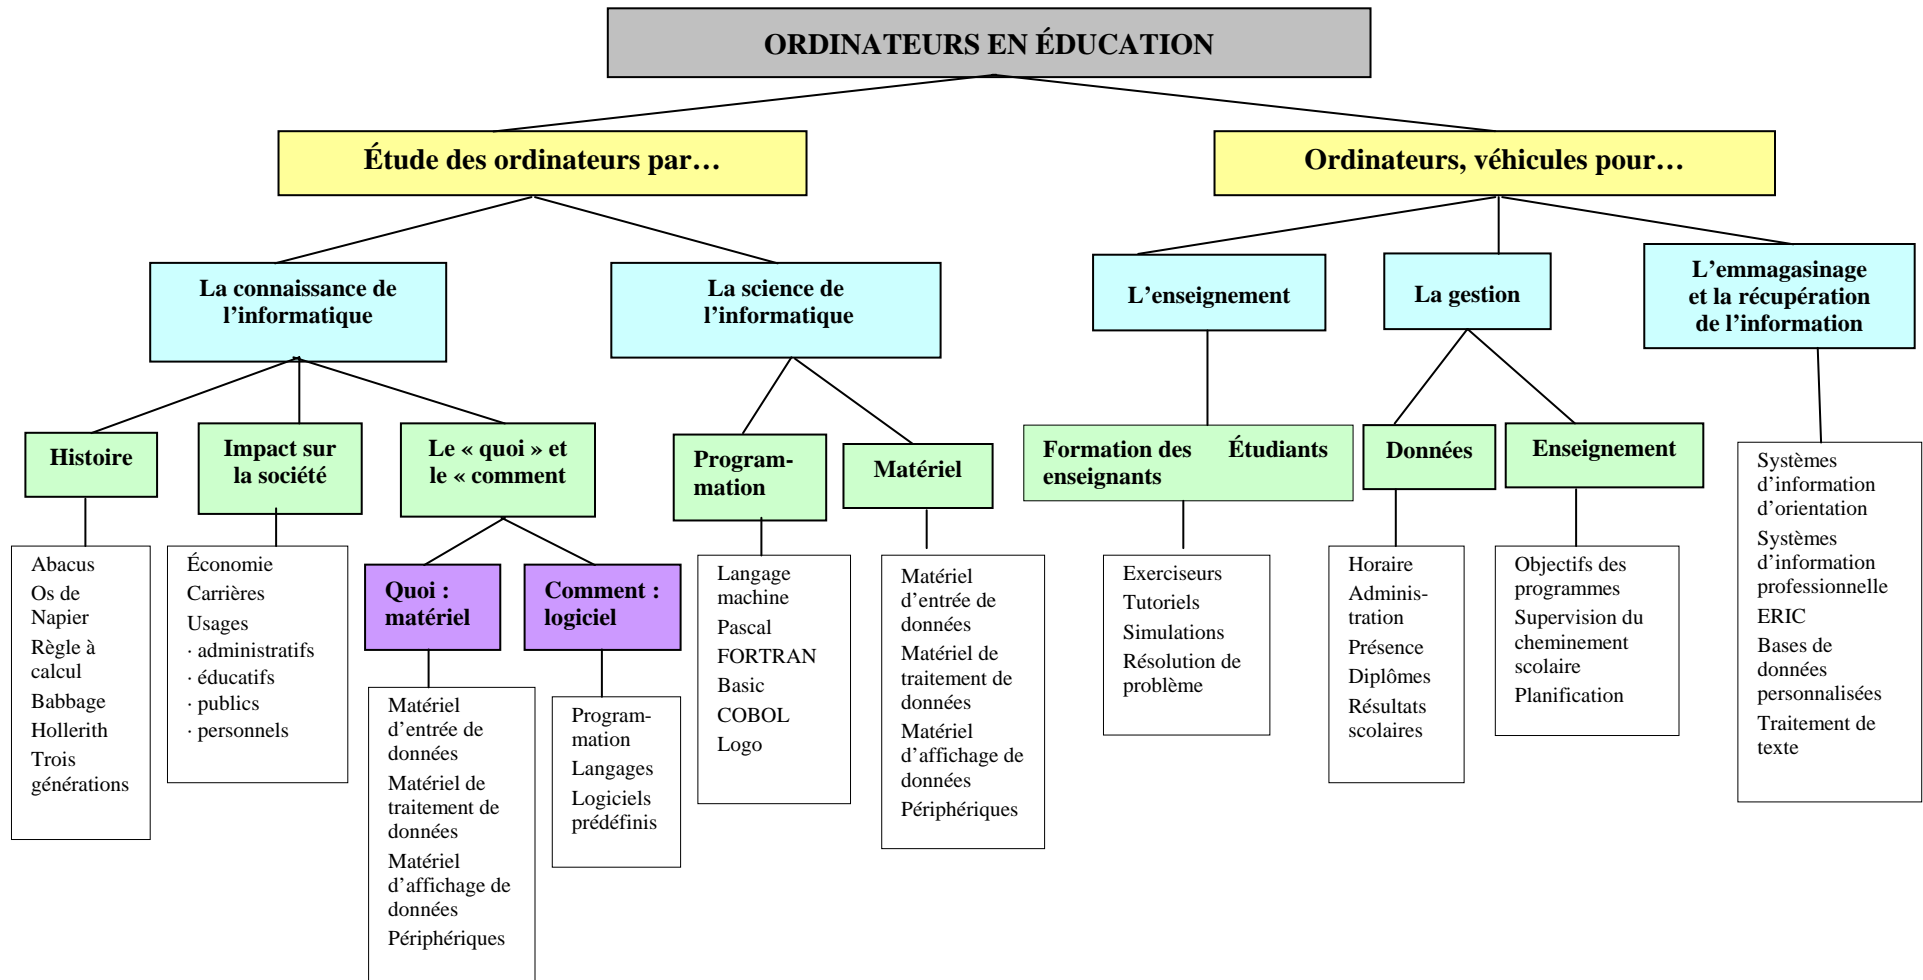 ORDINATEURS EN ÉDUCATION
Étude des ordinateurs par…
Ordinateurs, véhicules pour…
La connaissance de
l’informatique
La science de
l’informatique
L’enseignement
La gestion
L’emmagasinage
et la récupération
de l’information
Histoire
Impact sur
la société
Le « quoi » et
le « comment
Program-
mation
Matériel
Formation des Étudiants
enseignants
Données
Enseignement
Abacus
Os de
Napier
Règle à
calcul
Babbage
Hollerith
Trois
générations
Économie
Carrières
Usages
· administratifs
· éducatifs
· publics
· personnels
Quoi :
matériel
Comment :
logiciel
Matériel
d’entrée de
données
Matériel de
traitement de
données
Matériel
d’affichage de
données
Périphériques
Program-
mation
Langages
Logiciels
prédéfinis
Langage
machine
Pascal
FORTRAN
Basic
COBOL
Logo
Matériel
d’entrée de
données
Matériel de
traitement de
données
Matériel
d’affichage de
données
Périphériques
Exerciseurs
Tutoriels
Simulations
Résolution de
problème
Horaire
Adminis-
tration
Présence
Diplômes
Résultats
scolaires
Objectifs des
programmes
Supervision du
cheminement
scolaire
Planification
Systèmes
d’information
d’orientation
Systèmes
d’information
professionnelle
ERIC
Bases de
données
personnalisées
Traitement de
texte